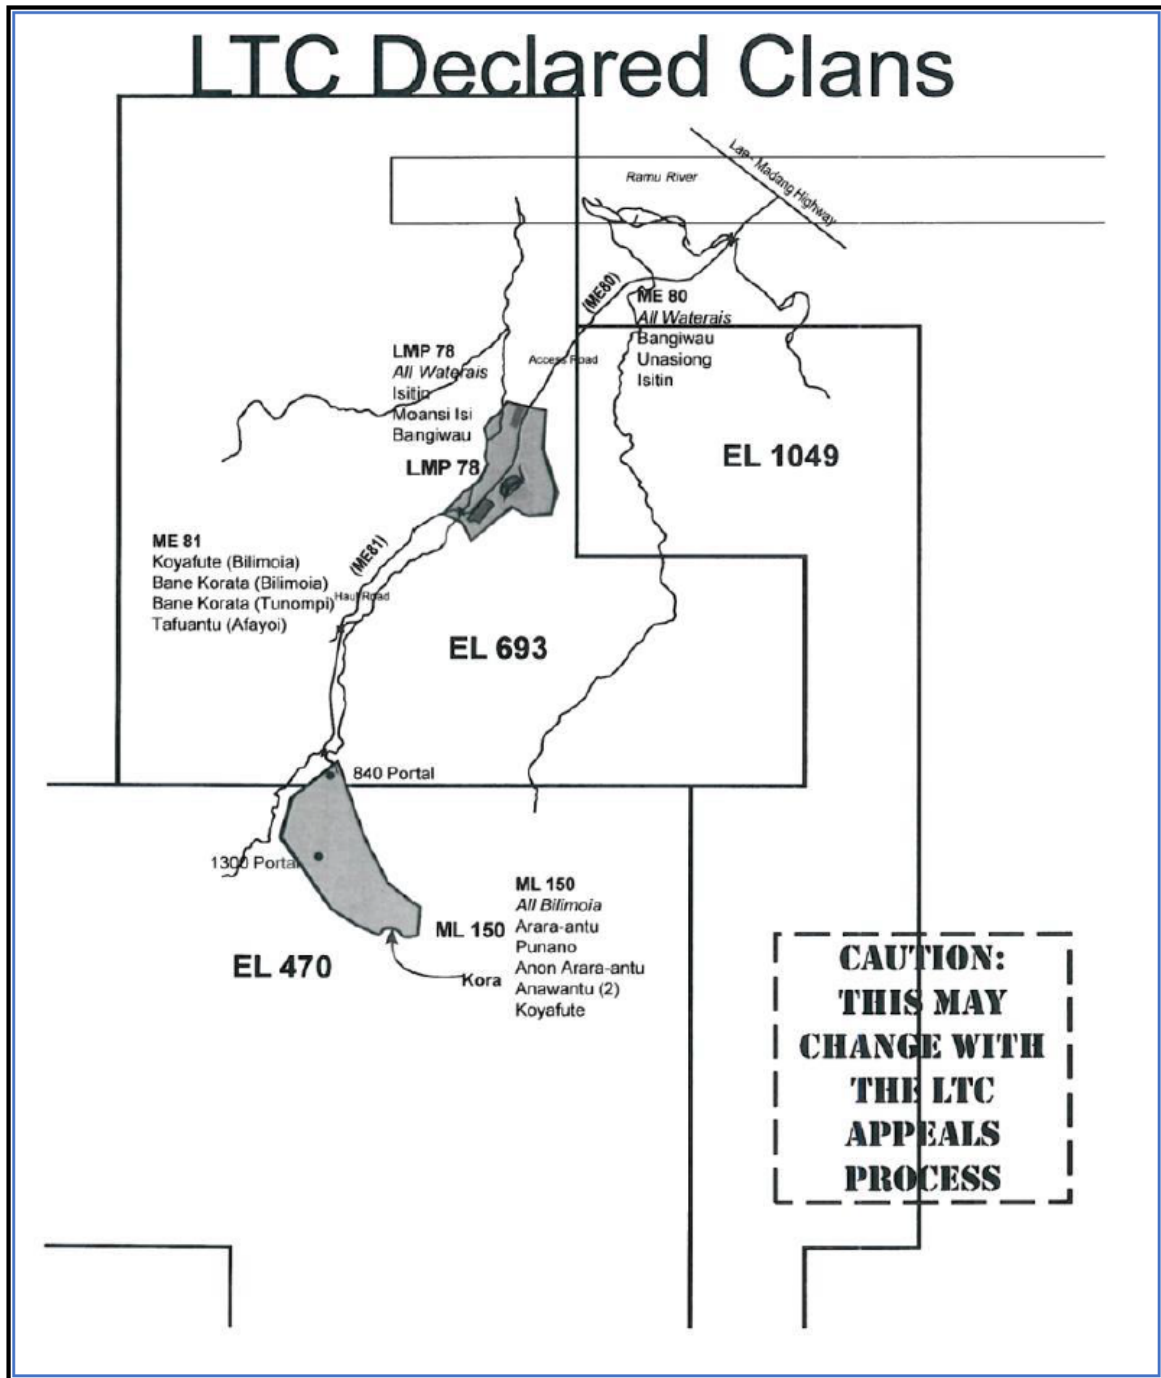 LTC Declared Clans
Ramu River
Lae - Madang Highway
(ME80)
ME 80
All Waterais
Bangiwau
Unasiong
Isitin
Access Road
LMP 78
All Waterais
Isitin
Moansi Isi
Bangiwau
LMP 78
EL 1049
ME 81
Koyafute (Bilimoia)
Bane Korata (Bilimoia)
Bane Korata (Tunompi)
Tafuantu (Afayoi)
(ME81)
Haul Road
EL 693
840 Portal
1300 Portal
ML 150
All Bilimoia
Arara-antu
Punano
Anon Arara-antu
Anawantu (2)
Koyafute
ML 150
EL 470
Kora
CAUTION:
THIS MAY
CHANGE WITH
THE LTC
APPEALS
PROCESS